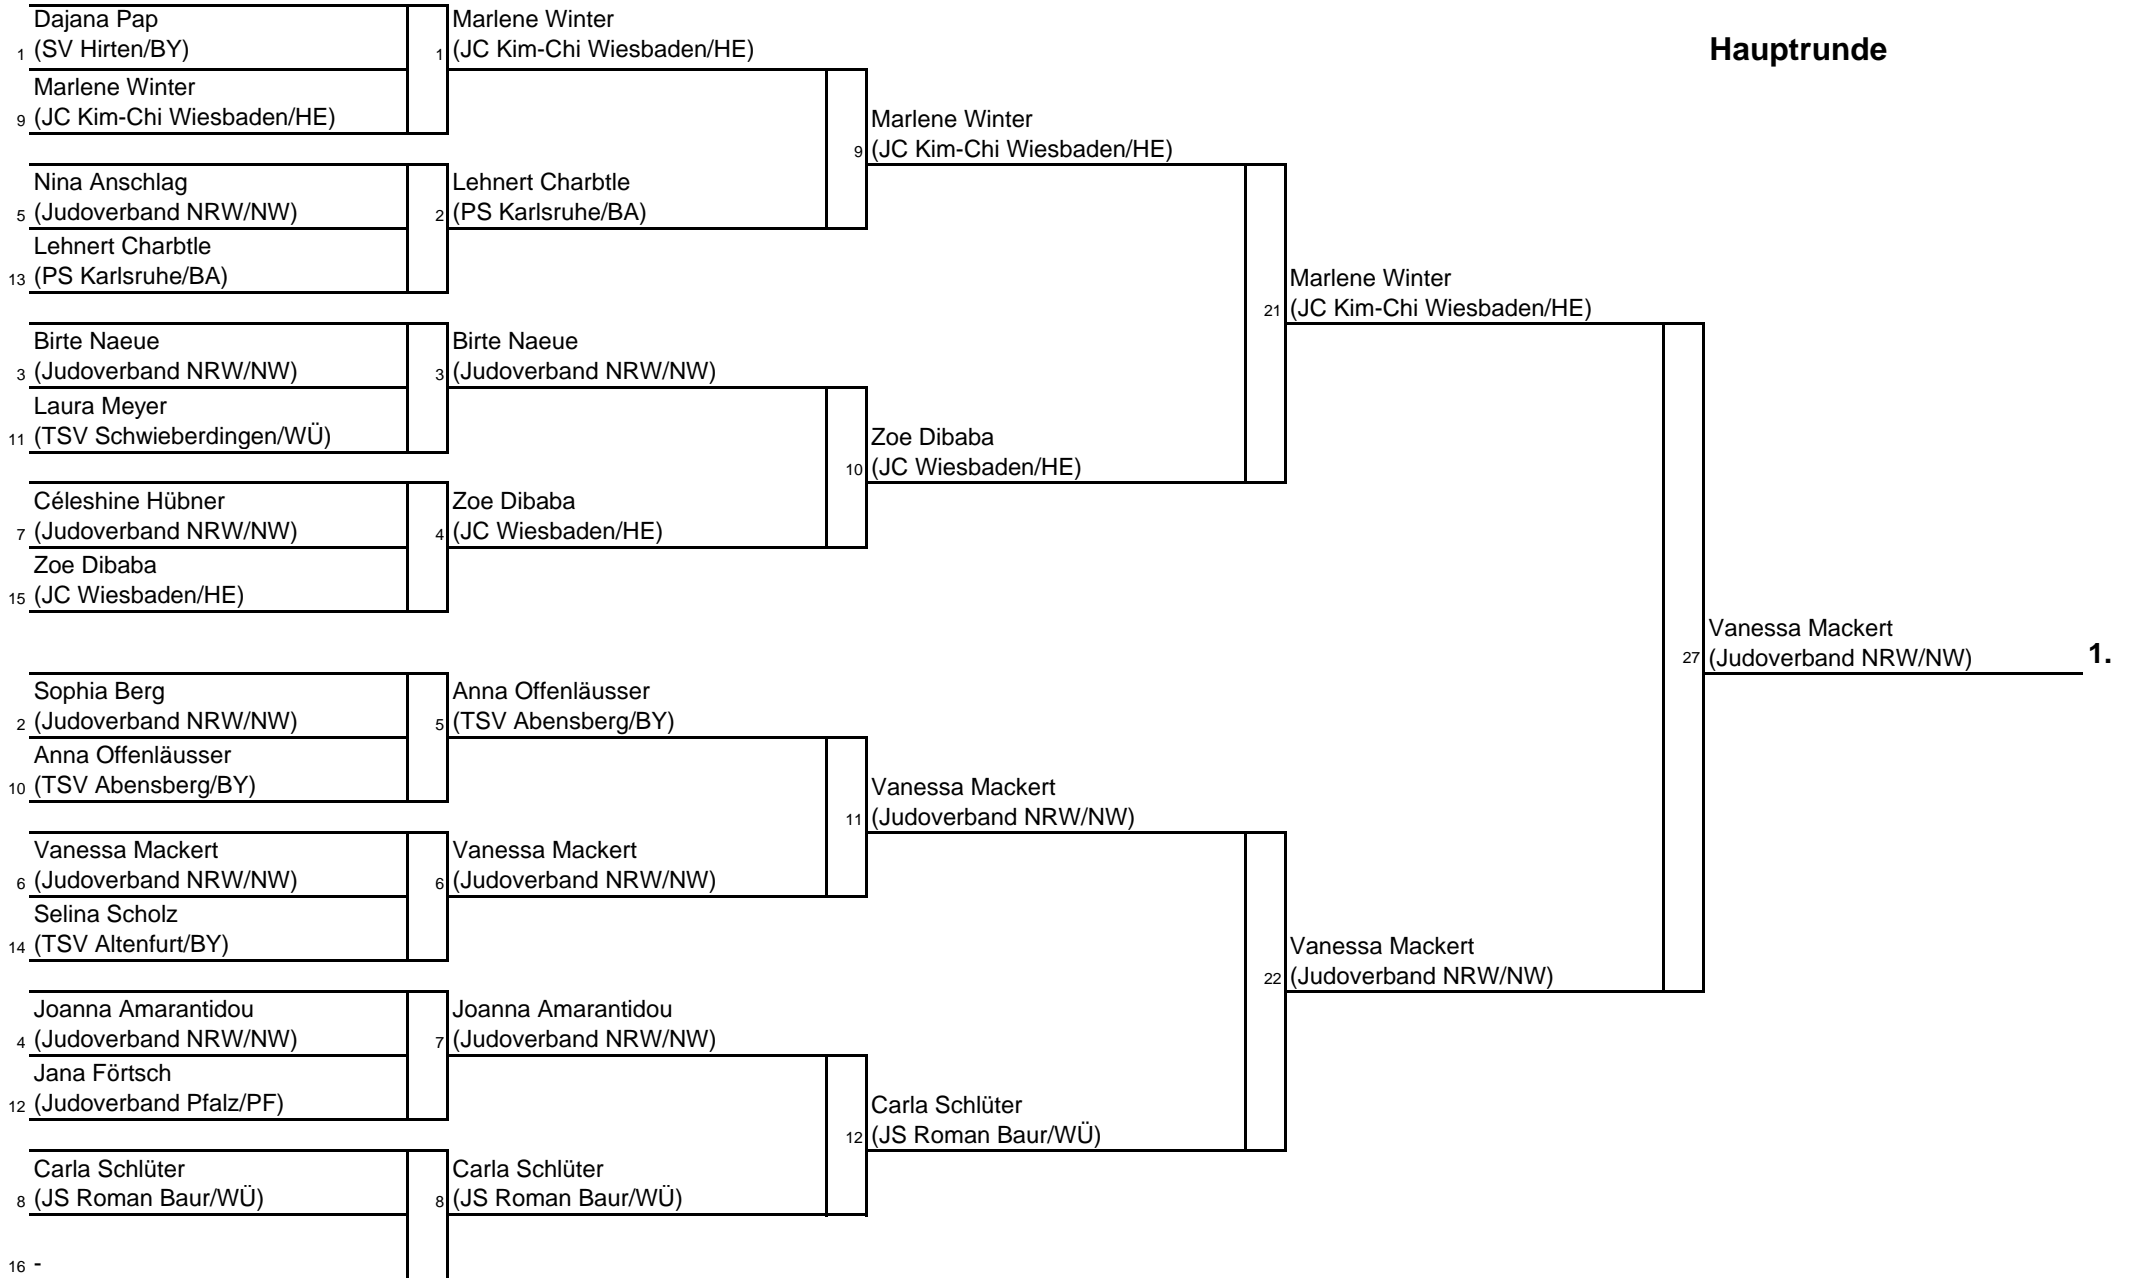 Hauptrunde
Dajana Pap
1 (SV Hirten/BY)
Marlene Winter
9 (JC Kim-Chi Wiesbaden/HE)
Nina Anschlag
5 (Judoverband NRW/NW)
Lehnert Charbtle
13 (PS Karlsruhe/BA)
Birte Naeue
3 (Judoverband NRW/NW)
Laura Meyer
11 (TSV Schwieberdingen/WÜ)
Céleshine Hübner
7 (Judoverband NRW/NW)
Zoe Dibaba
15 (JC Wiesbaden/HE)
Sophia Berg
2 (Judoverband NRW/NW)
Anna Offenläusser
10 (TSV Abensberg/BY)
Vanessa Mackert
6 (Judoverband NRW/NW)
Selina Scholz
14 (TSV Altenfurt/BY)
Joanna Amarantidou
4 (Judoverband NRW/NW)
Jana Förtsch
12 (Judoverband Pfalz/PF)
Carla Schlüter
8 (JS Roman Baur/WÜ)
16 -
Marlene Winter
1 (JC Kim-Chi Wiesbaden/HE)
Lehnert Charbtle
2 (PS Karlsruhe/BA)
Birte Naeue
3 (Judoverband NRW/NW)
Zoe Dibaba
4 (JC Wiesbaden/HE)
Anna Offenläusser
5 (TSV Abensberg/BY)
Vanessa Mackert
6 (Judoverband NRW/NW)
Joanna Amarantidou
7 (Judoverband NRW/NW)
Carla Schlüter
8 (JS Roman Baur/WÜ)
Marlene Winter
9 (JC Kim-Chi Wiesbaden/HE)
Zoe Dibaba
10 (JC Wiesbaden/HE)
Vanessa Mackert
11 (Judoverband NRW/NW)
Carla Schlüter
12 (JS Roman Baur/WÜ)
Marlene Winter
21 (JC Kim-Chi Wiesbaden/HE)
Vanessa Mackert
22 (Judoverband NRW/NW)
Vanessa Mackert
27 (Judoverband NRW/NW) 1.